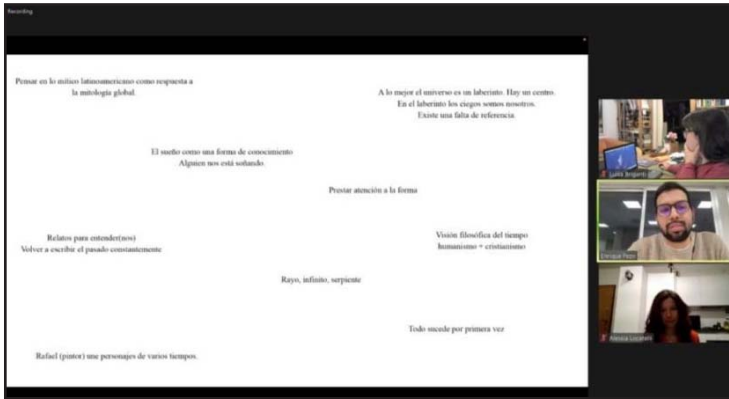 Recording
Pensar en lo mítico latinoamericano como respuesta a
la mitología global.
A lo mejor el universo es un laberinto. Hay un centro.
En el laberinto los ciegos somos nosotros.
Existe una falta de referencia.
El sueño como una forma de conocimiento
Alguien nos está soñando.
Prestar atención a la forma
Relatos para entender(nos)
Volver a escribir el pasado constantemente
Visión filosófica del tiempo
Humanismo + cristianismo
Rayo, infinito, serpiente
Todo sucede por primera vez
Rafael (pintor) une personajes de varios tiempos.
Luisa
Enrique
Alessia Locatelli